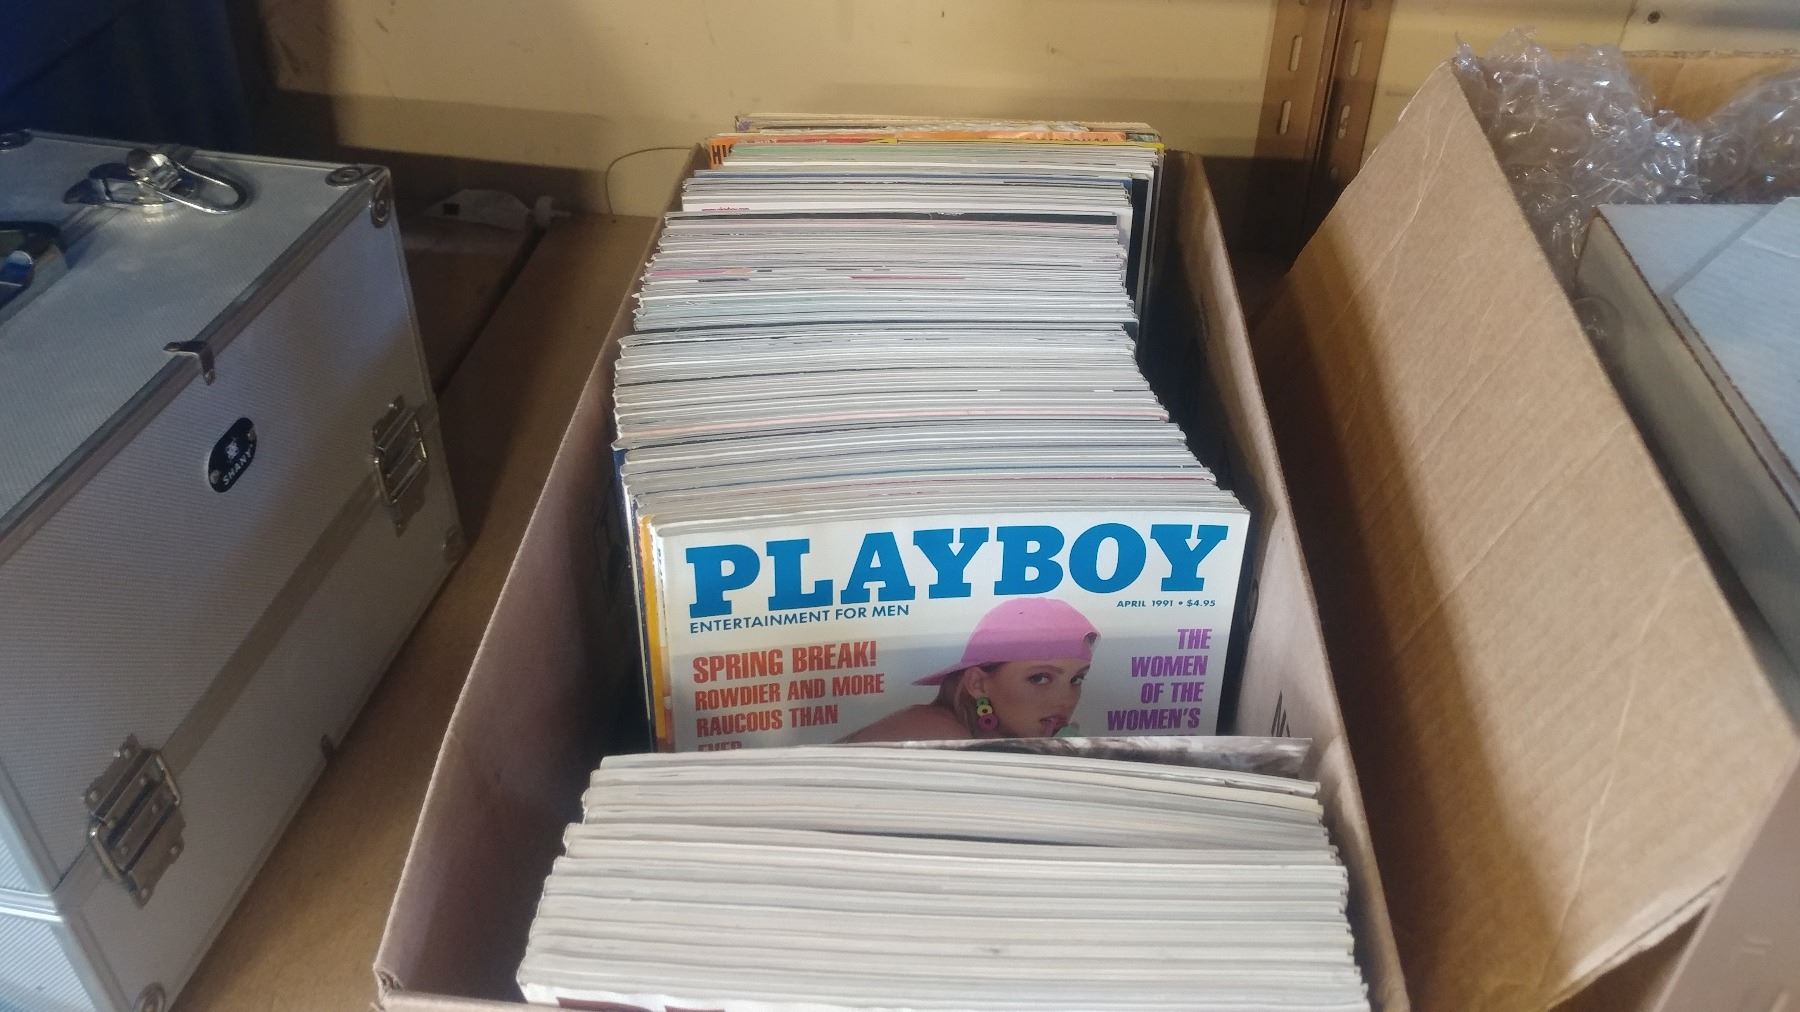 PLAYBOY
ENTERTAINMENT FOR MEN
APRIL 1991 • $4.95
SPRING BREAK!
ROWDIER AND MORE
RAUCOUS THAN
EVER
THE
WOMEN
OF THE
WOMEN'S
SHANY